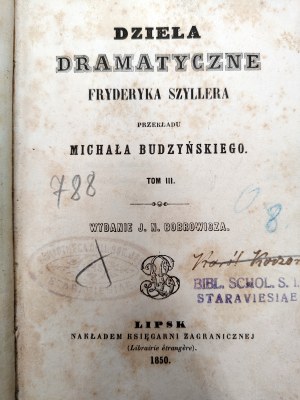 DZIEŁA
DRAMATYCZNE
FRYDERYKA SZYLLERA
PRZEKŁADU
MICHAŁA BUDZYŃSKIEGO.
TOM III.
788
8
WYDANIE J. N. BOBROWICZA.
BIBL. SCHOL. S. I.
STARAVIESIAE
LIPSK
NAKŁADEM KSIĘGARNI ZAGRANICZNEJ
(Librairie étrangère).
1850.